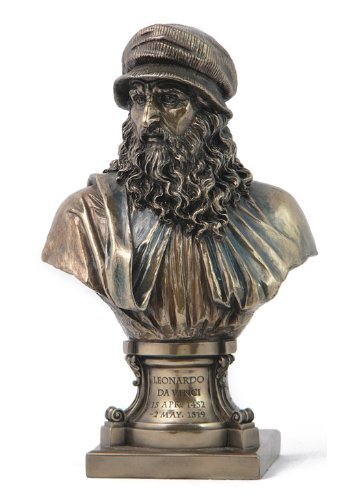 LEONARDO
DA VINCI
15 APR. 1452
-2 MAY. 1519